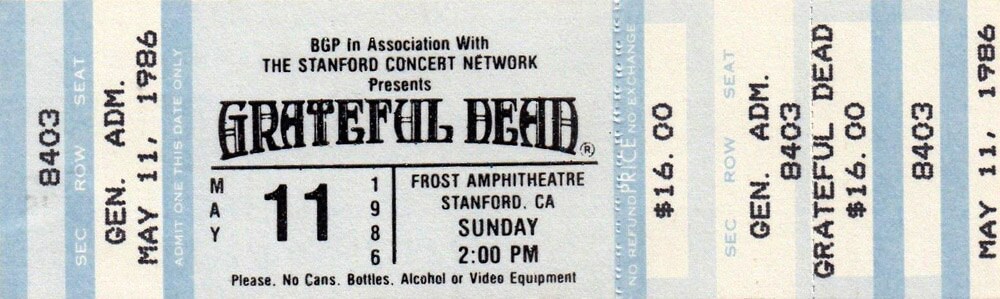 8403
SEC ROW SEAT
GEN. ADM.
MAY 11, 1986
ADMIT ONE THIS DATE ONLY
BGP In Association With
THE STANFORD CONCERT NETWORK
Presents
GRATEFUL DEAD ®
MAY
11
1986
FROST AMPHITHEATRE
STANFORD, CA
SUNDAY
2:00 PM
Please, No Cans, Bottles, Alcohol or Video Equipment
NO REFUND/PRICE/NO EXCHANGE
$16.00
SEC ROW SEAT
GEN. ADM.
8403
GRATEFUL DEAD
$16.00
8403
MAY 11, 1986